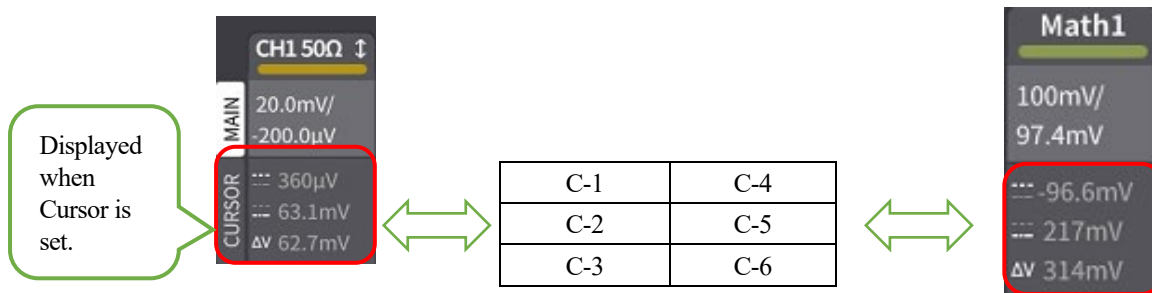 Displayed
when
Cursor is
set.
CH1 50Ω ↕
MAIN
20.0mV/
-200.0μV
CURSOR
360μV
63.1mV
ΔV 62.7mV
C-1 C-4
C-2 C-5
C-3 C-6
Math1
100mV/
97.4mV
-96.6mV
217mV
ΔV 314mV